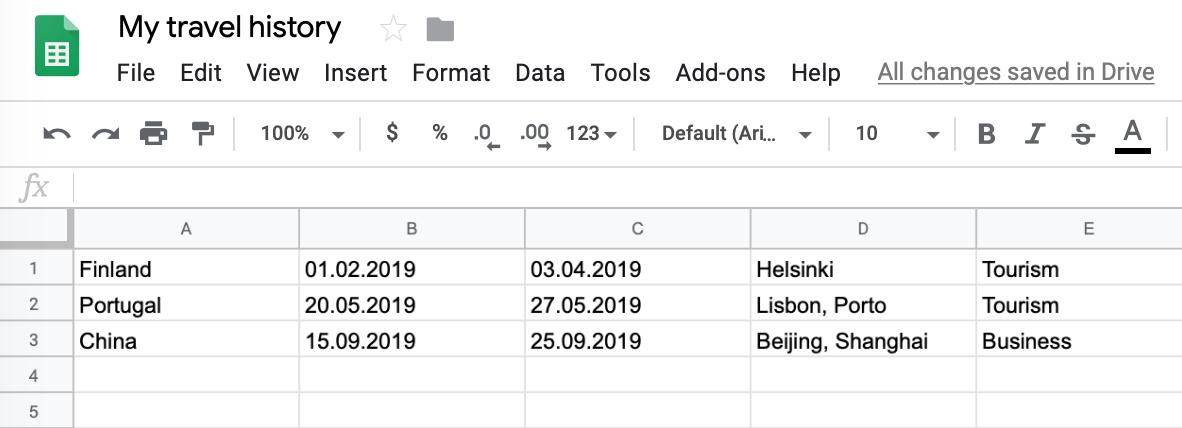 My travel history
File Edit View Insert Format Data Tools Add-ons Help All changes saved in Drive
100% $ % .0 .00 123 Default (Ari... 10 B I S A
fx
A B C D E
1 Finland 01.02.2019 03.04.2019 Helsinki Tourism
2 Portugal 20.05.2019 27.05.2019 Lisbon, Porto Tourism
3 China 15.09.2019 25.09.2019 Beijing, Shanghai Business
4
5